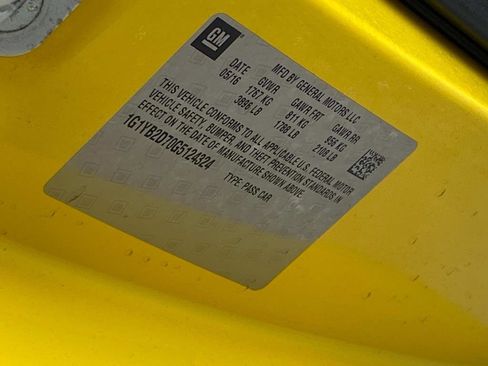 GM
MFD BY GENERAL MOTORS LLC
DATE GVWR GAWR FRT GAWR RR
05/16 1767 KG 811 KG 956 KG
3896 LB 1788 LB 2108 LB
THIS VEHICLE CONFORMS TO ALL APPLICABLE U.S. FEDERAL MOTOR
VEHICLE SAFETY, BUMPER, AND THEFT PREVENTION STANDARDS IN
EFFECT ON THE DATE OF MANUFACTURE SHOWN ABOVE.
1G1YB2D70G5124324
TYPE: PASS CAR